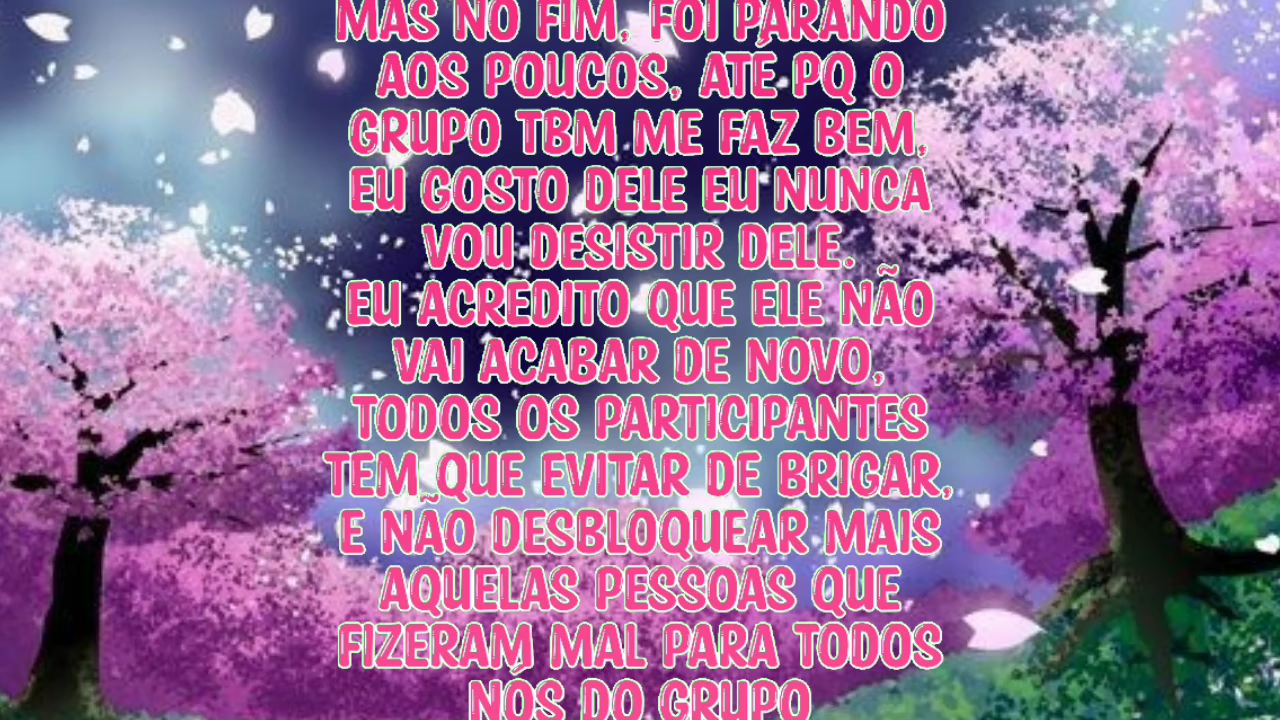 MAS NO FIM, FOI PARANDO
AOS POUCOS, ATÉ PQ O
GRUPO TBM ME FAZ BEM,
EU GOSTO DELE EU NUNCA
VOU DESISTIR DELE.
EU ACREDITO QUE ELE NÃO
VAI ACABAR DE NOVO,
TODOS OS PARTICIPANTES
TEM QUE EVITAR DE BRIGAR,
E NÃO DESBLOQUEAR MAIS
AQUELAS PESSOAS QUE
FIZERAM MAL PARA TODOS
NÓS DO GRUPO